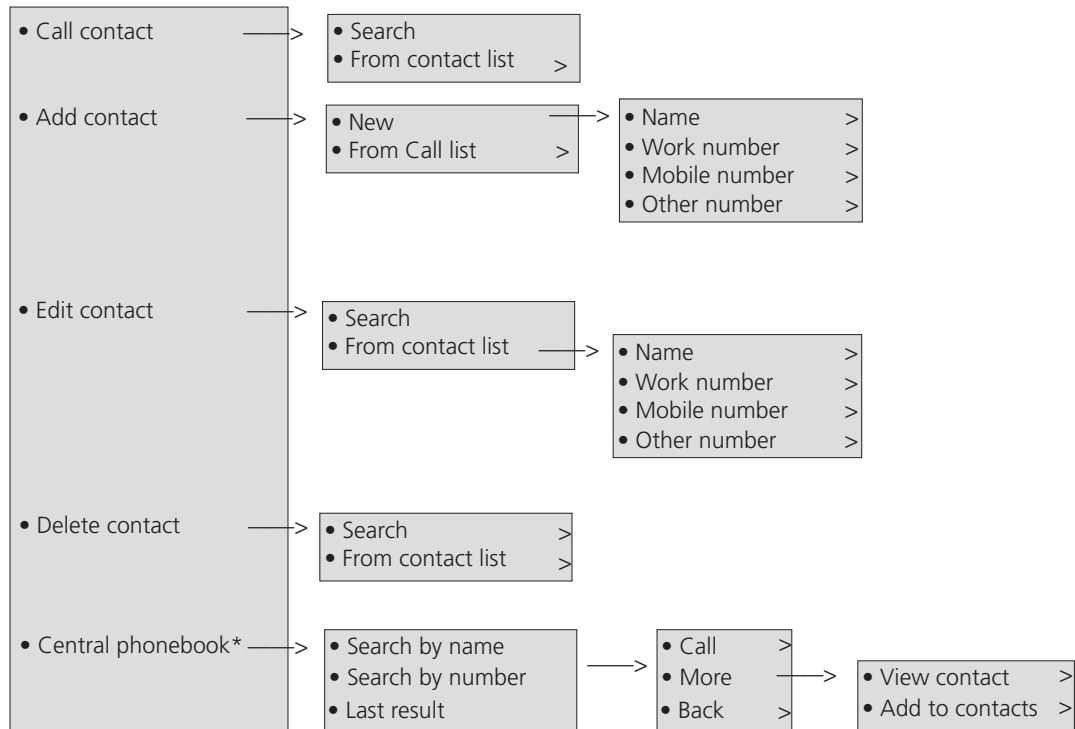 • Call contact ——>
• Search
• From contact list >
• Add contact ——>
• New ——>
• From Call list >
• Name >
• Work number >
• Mobile number >
• Other number >
• Edit contact ——>
• Search
• From contact list ——>
• Name >
• Work number >
• Mobile number >
• Other number >
• Delete contact ——>
• Search >
• From contact list >
• Central phonebook* ——>
• Search by name
• Search by number ——>
• Last result
• Call >
• More ——>
• Back >
• View contact >
• Add to contacts >